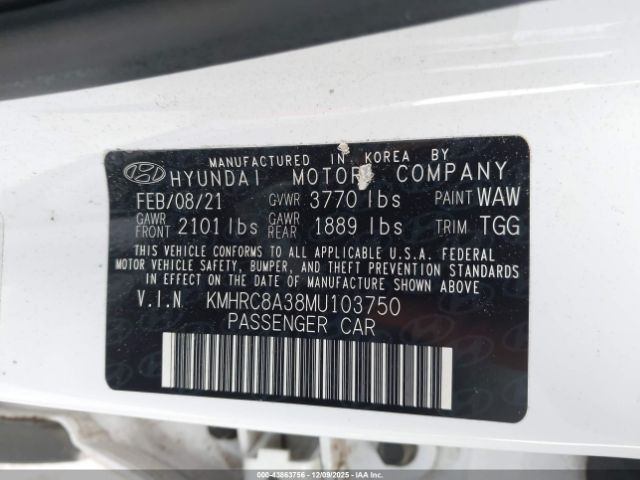 MANUFACTURED IN KOREA BY
HYUNDAI MOTOR COMPANY
FEB/08/21 GVWR 3770 lbs PAINT WAW
GAWR FRONT 2101 lbs GAWR REAR 1889 lbs TRIM TGG
THIS VEHICLE CONFORMS TO ALL APPLICABLE U.S.A. FEDERAL
MOTOR VEHICLE SAFETY, BUMPER, AND THEFT PREVENTION STANDARDS
IN EFFECT ON THE DATE OF MANUFACTURE SHOWN ABOVE
V.I.N. KMHRC8A38MU103750
PASSENGER CAR
© IAA - 43863756 - 12/09/2025 - IAAI.COM